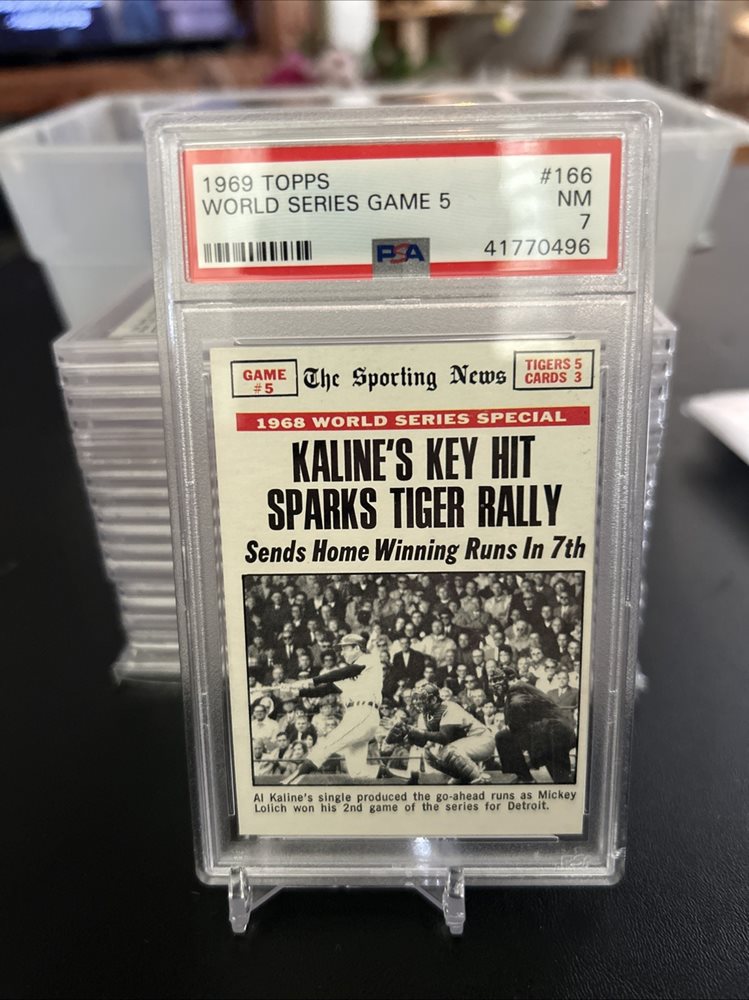 1969 TOPPS #166
WORLD SERIES GAME 5 NM
7
PSA 41770496
GAME #5 The Sporting News TIGERS 5 CARDS 3
1968 WORLD SERIES SPECIAL
KALINE'S KEY HIT
SPARKS TIGER RALLY
Sends Home Winning Runs In 7th
Al Kaline's single produced the go-ahead runs as Mickey
Lolich won his 2nd game of the series for Detroit.